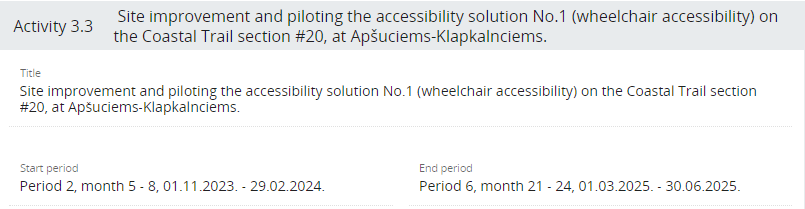 Activity 3.3
Site improvement and piloting the accessibility solution No.1 (wheelchair accessibility) on
the Coastal Trail section #20, at Apšuciems-Klapkalnciems.
Title
Site improvement and piloting the accessibility solution No.1 (wheelchair accessibility) on the Coastal Trail section
#20, at Apšuciems-Klapkalnciems.
Start period
Period 2, month 5 - 8, 01.11.2023. - 29.02.2024.
End period
Period 6, month 21 - 24, 01.03.2025. - 30.06.2025.